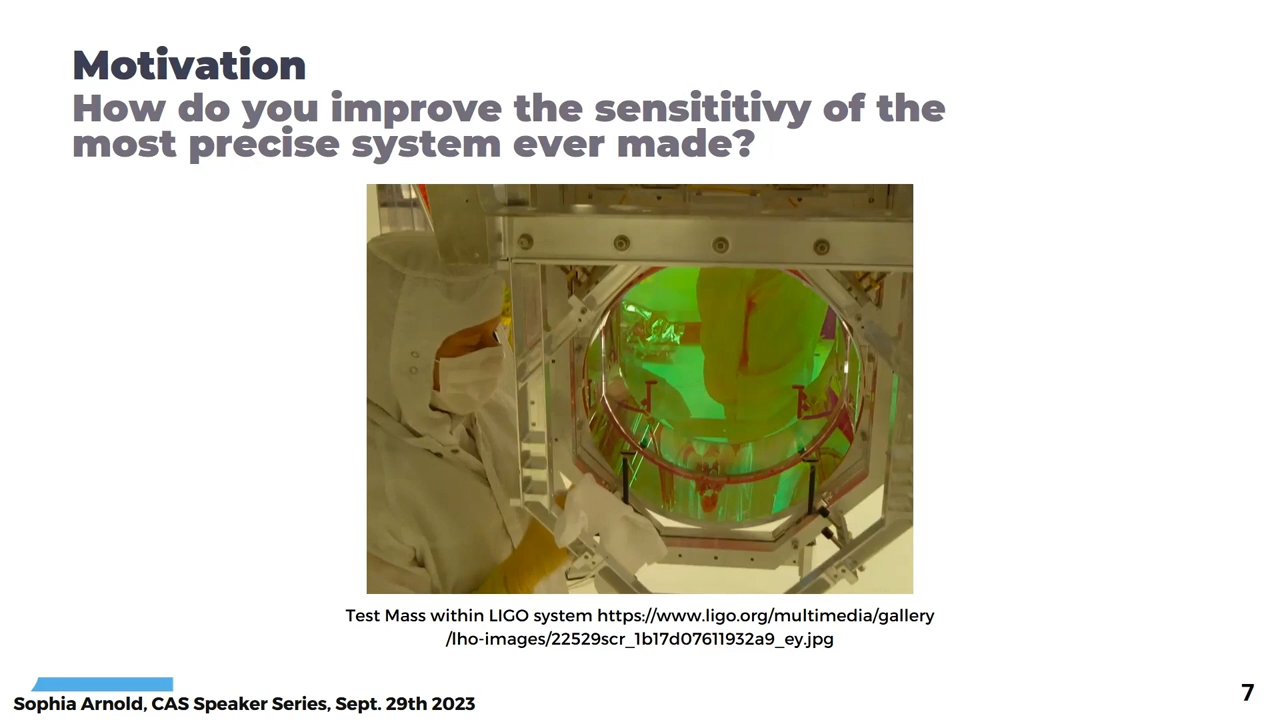 Motivation
How do you improve the sensititivy of the
most precise system ever made?
Test Mass within LIGO system https://www.ligo.org/multimedia/gallery
/lho-images/22529scr_1b17d07611932a9_ey.jpg
Sophia Arnold, CAS Speaker Series, Sept. 29th 2023
7